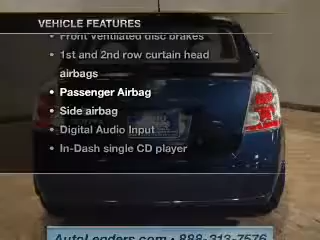 VEHICLE FEATURES
• Front Ventilated disc brakes
• 1st and 2nd row curtain head
airbags
• Passenger Airbag
• Side airbag
• Digital Audio Input
• In-Dash single CD player
AutoLenders.com • 888-313-7576